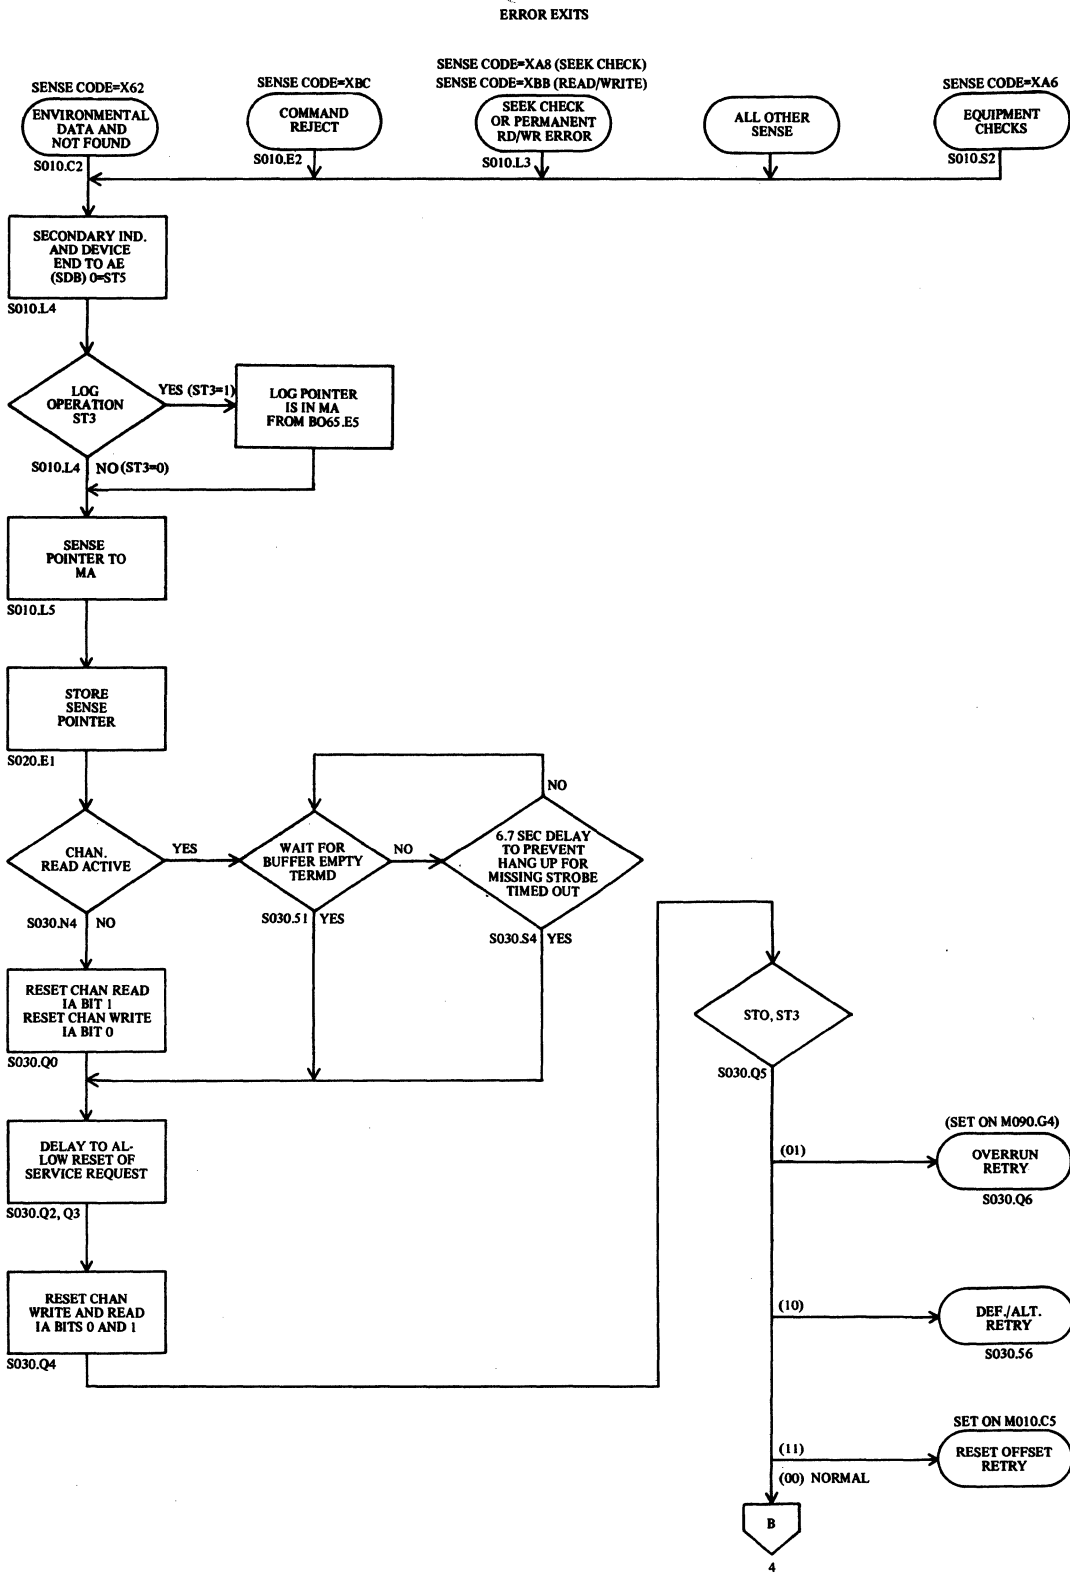 ERROR EXITS
SENSE CODE=X62
ENVIRONMENTAL
DATA AND
NOT FOUND
S010.C2
SENSE CODE=XBC
COMMAND
REJECT
S010.E2
SENSE CODE=XA8 (SEEK CHECK)
SENSE CODE=XBB (READ/WRITE)
SEEK CHECK
OR PERMANENT
RD/WR ERROR
S010.L3
ALL OTHER
SENSE
SENSE CODE=XA6
EQUIPMENT
CHECKS
S010.S2
SECONDARY IND.
AND DEVICE
END TO AE
(SDB) 0=ST5
S010.L4
LOG
OPERATION
ST3
YES (ST3=1)
LOG POINTER
IS IN MA
FROM BO65.E5
S010.L4
NO (ST3=0)
SENSE
POINTER TO
MA
S010.L5
STORE
SENSE
POINTER
S020.E1
CHAN.
READ ACTIVE
YES
WAIT FOR
BUFFER EMPTY
TERMD
NO
6.7 SEC DELAY
TO PREVENT
HANG UP FOR
MISSING STROBE
TIMED OUT
NO
S030.N4
NO
S030.51
YES
S030.S4
YES
RESET CHAN READ
IA BIT 1
RESET CHAN WRITE
IA BIT 0
S030.Q0
DELAY TO AL-
LOW RESET OF
SERVICE REQUEST
S030.Q2, Q3
RESET CHAN
WRITE AND READ
IA BITS 0 AND 1
S030.Q4
STO, ST3
S030.Q5
(01)
(SET ON M090.G4)
OVERRUN
RETRY
S030.Q6
(10)
DEF./ALT.
RETRY
S030.56
(11)
SET ON M010.C5
RESET OFFSET
RETRY
(00) NORMAL
B
4